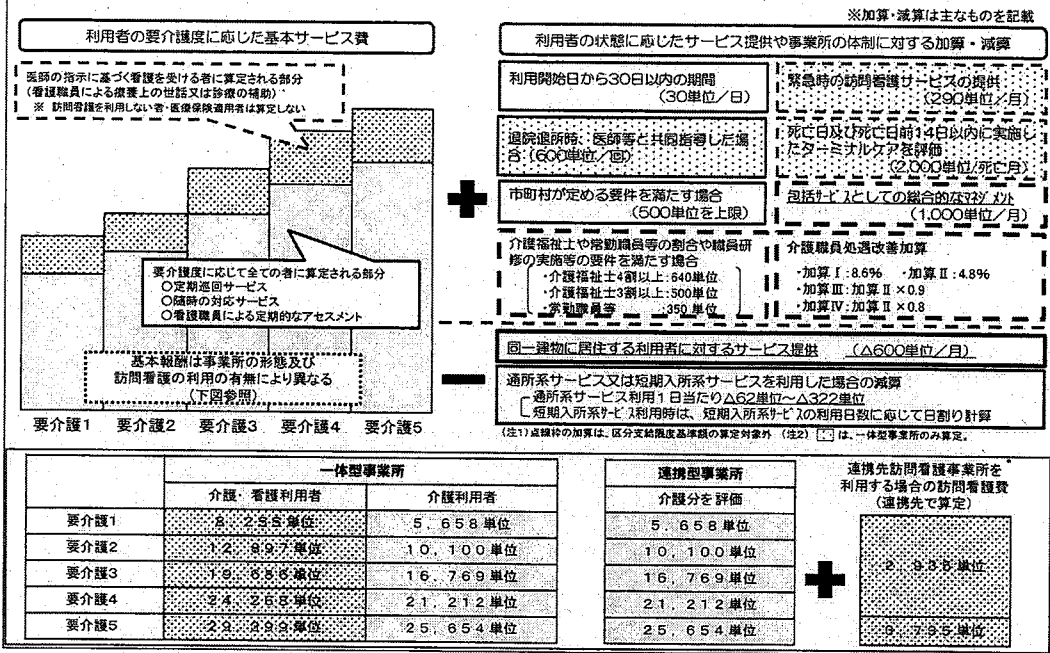 ※加算・減算は主なものを記載
利用者の要介護度に応じた基本サービス費
医師の指示に基づく看護を受ける者に算定される部分
(看護職員による療養上の世話又は診療の補助)
※ 訪問看護を利用しない者・医療保険適用者は算定しない
要介護度に応じて全ての者に算定される部分
○定期巡回サービス
○随時の対応サービス
○看護職員による定期的なアセスメント
基本報酬は事業所の形態及び
訪問看護の利用の有無により異なる
(下図参照)
要介護1 要介護2 要介護3 要介護4 要介護5
利用者の状態に応じたサービス提供や事業所の体制に対する加算・減算
利用開始日から30日以内の期間
(30単位/日)
緊急時の訪問看護サービスの提供
(290単位/月)
退院退所時、医師等と共同指導した場
合(600単位/回)
死亡日及び死亡日前14日以内に実施し
たターミナルケアを評価
(2,000単位/死亡月)
市町村が定める要件を満たす場合
(500単位を上限)
包括サービスとしての総合的なマネジメント
(1,000単位/月)
介護福祉士や常勤職員等の割合や職員研
修の実施等の要件を満たす場合
・介護福祉士4割以上:640単位
・介護福祉士3割以上:500単位
・常勤職員等 :350単位
介護職員処遇改善加算
・加算Ⅰ:8.6% ・加算Ⅱ:4.8%
・加算Ⅲ:加算Ⅱ×0.9
・加算Ⅳ:加算Ⅱ×0.8
同一建物に居住する利用者に対するサービス提供 (△600単位/月)
通所系サービス又は短期入所系サービスを利用した場合の減算
通所系サービス利用1日当たり△62単位~△322単位
短期入所系サービス利用時は、短期入所系サービスの利用日数に応じて日割り計算
(注1)点線枠の加算は、区分支給限度基準額の算定対象外 (注2) は、一体型事業所のみ算定。
一体型事業所
介護・看護利用者 介護利用者
要介護1 8,255単位 5,658単位
要介護2 12,897単位 10,100単位
要介護3 19,686単位 16,769単位
要介護4 24,268単位 21,212単位
要介護5 29,399単位 25,654単位
連携型事業所
介護分を評価
5,658単位
10,100単位
16,769単位
21,212単位
25,654単位
連携先訪問看護事業所を
利用する場合の訪問看護費
(連携先で算定)
2,935単位
単位